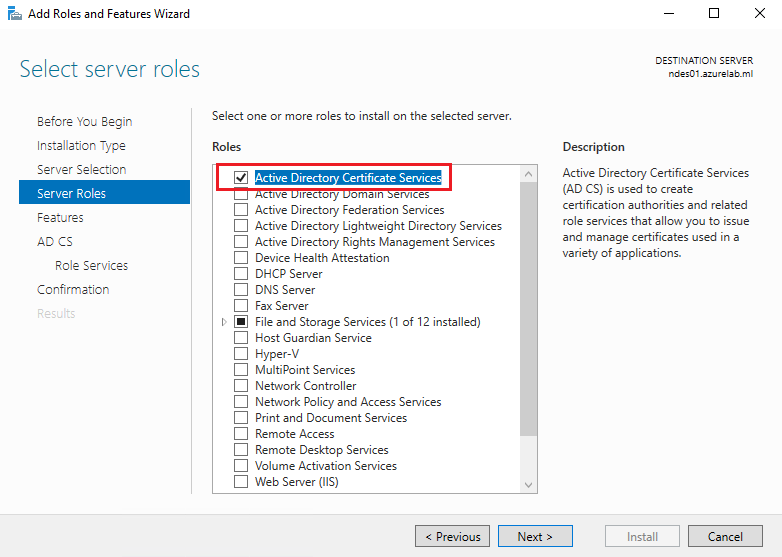 Add Roles and Features Wizard
Select server roles
DESTINATION SERVER
ndes01.azurelab.ml
Before You Begin
Installation Type
Server Selection
Server Roles
Features
AD CS
Role Services
Confirmation
Results
Select one or more roles to install on the selected server.
Roles
Active Directory Certificate Services
Active Directory Domain Services
Active Directory Federation Services
Active Directory Lightweight Directory Services
Active Directory Rights Management Services
Device Health Attestation
DHCP Server
DNS Server
Fax Server
File and Storage Services (1 of 12 installed)
Host Guardian Service
Hyper-V
MultiPoint Services
Network Controller
Network Policy and Access Services
Print and Document Services
Remote Access
Remote Desktop Services
Volume Activation Services
Web Server (IIS)
Description
Active Directory Certificate Services
(AD CS) is used to create
certification authorities and related
role services that allow you to issue
and manage certificates used in a
variety of applications.
< Previous
Next >
Install
Cancel